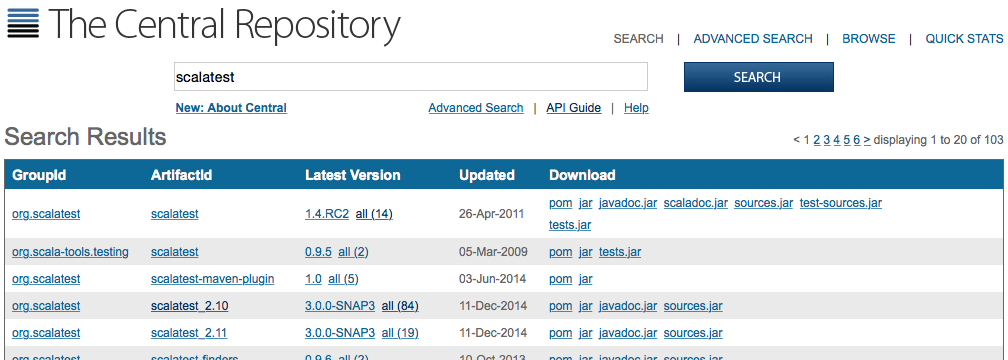 The Central Repository
SEARCH | ADVANCED SEARCH | BROWSE | QUICK STATS
scalatest SEARCH
New: About Central Advanced Search | API Guide | Help
Search Results < 1 2 3 4 5 6 > displaying 1 to 20 of 103
GroupId ArtifactId Latest Version Updated Download
org.scalatest scalatest 1.4.RC2 all (14) 26-Apr-2011 pom jar javadoc.jar scaladoc.jar sources.jar test-sources.jar
tests.jar
org.scala-tools.testing scalatest 0.9.5 all (2) 05-Mar-2009 pom jar tests.jar
org.scalatest scalatest-maven-plugin 1.0 all (5) 03-Jun-2014 pom jar
org.scalatest scalatest_2.10 3.0.0-SNAP3 all (84) 11-Dec-2014 pom jar javadoc.jar sources.jar
org.scalatest scalatest_2.11 3.0.0-SNAP3 all (19) 11-Dec-2014 pom jar javadoc.jar sources.jar
org.scalatest scalatest-finders 0.9.6 all (2) 10-Oct-2013 pom jar javadoc.jar sources.jar